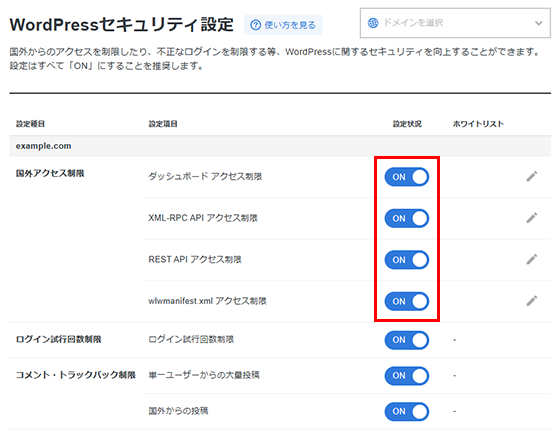 WordPressセキュリティ設定
使い方を見る
ドメインを選択
国外からのアクセスを制限したり、不正なログインを制限する等、WordPressに関するセキュリティを向上することができます。
設定はすべて「ON」にすることを推奨します。
設定種目 設定項目 設定状況 ホワイトリスト
example.com
国外アクセス制限 ダッシュボード アクセス制限 ON
XML-RPC API アクセス制限 ON
REST API アクセス制限 ON
wlwmanifest.xml アクセス制限 ON
ログイン試行回数制限 ログイン試行回数制限 ON -
コメント・トラックバック制限 単一ユーザーからの大量投稿 ON -
国外からの投稿 ON -